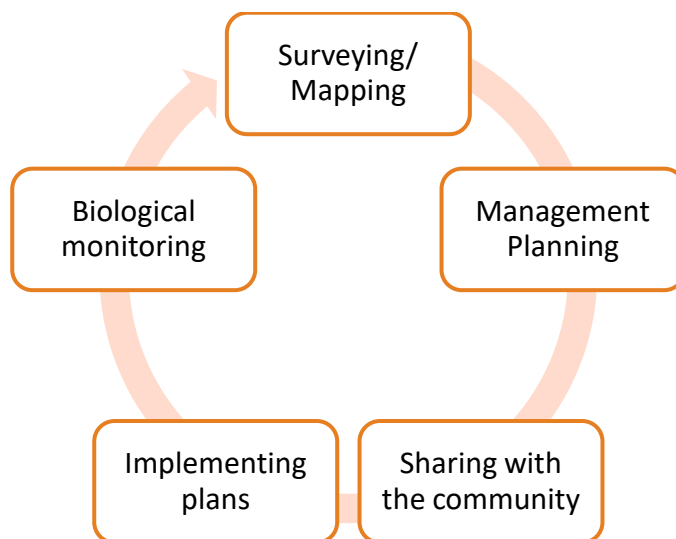 Surveying/
Mapping
Management
Planning
Sharing with
the community
Implementing
plans
Biological
monitoring